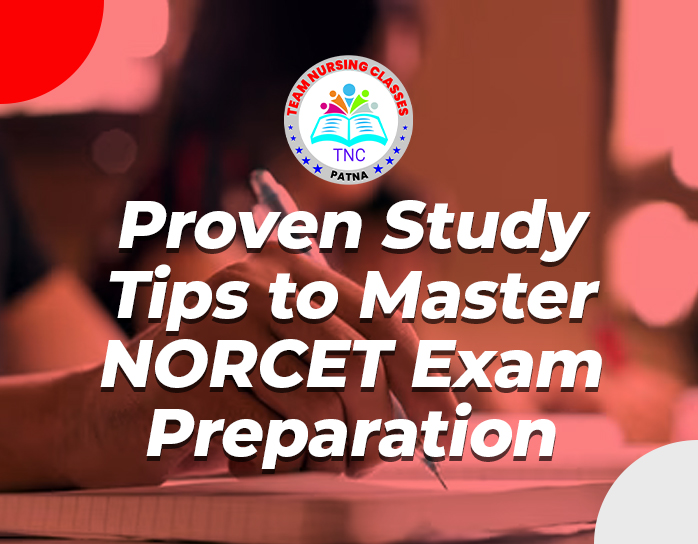 TEAM NURSING CLASSES
TNC
PATNA
Proven Study
Tips to Master
NORCET Exam
Preparation